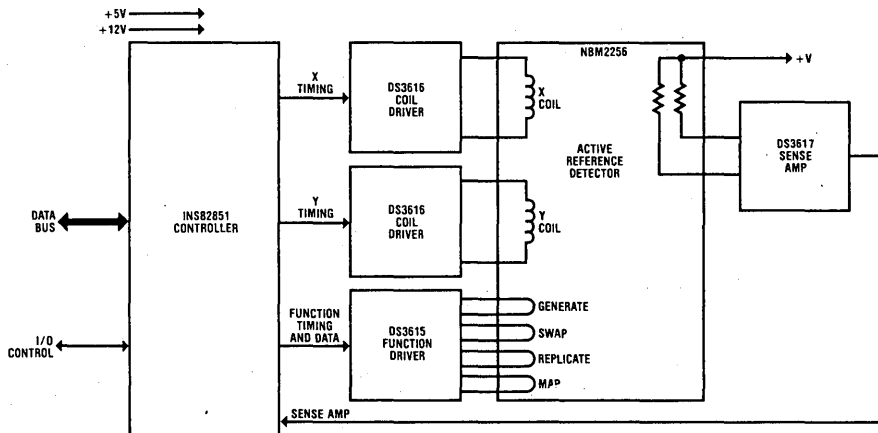 +5V
+12V
DATA
BUS
I/O
CONTROL
INS82851
CONTROLLER
X
TIMING
Y
TIMING
FUNCTION
TIMING
AND DATA
SENSE AMP
DS3616
COIL
DRIVER
DS3616
COIL
DRIVER
DS3615
FUNCTION
DRIVER
NBM2256
X
COIL
Y
COIL
ACTIVE
REFERENCE
DETECTOR
GENERATE
SWAP
REPLICATE
MAP
+V
DS3617
SENSE
AMP